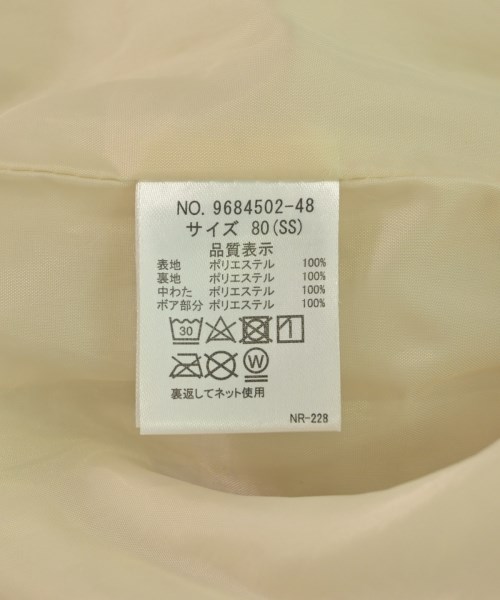 NO. 9684502-48
サイズ 80(SS)
品質表示
表地 ポリエステル 100%
裏地 ポリエステル 100%
中わた ポリエステル 100%
ボア部分 ポリエステル 100%
30
W
裏返してネット使用
NR-228